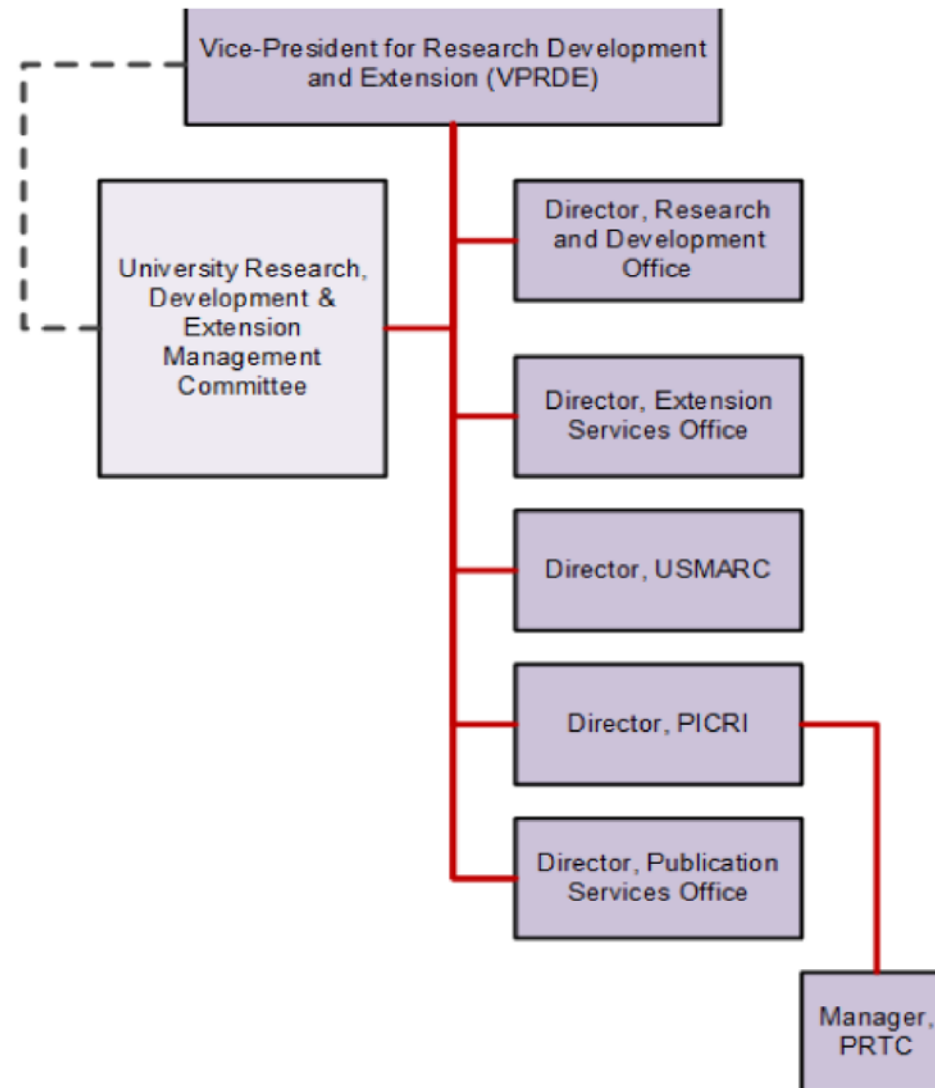 Vice-President for Research Development
and Extension (VPRDE)
University Research,
Development &
Extension
Management
Committee
Director, Research
and Development
Office
Director, Extension
Services Office
Director, USMARC
Director, PICRI
Director, Publication
Services Office
Manager,
PRTC